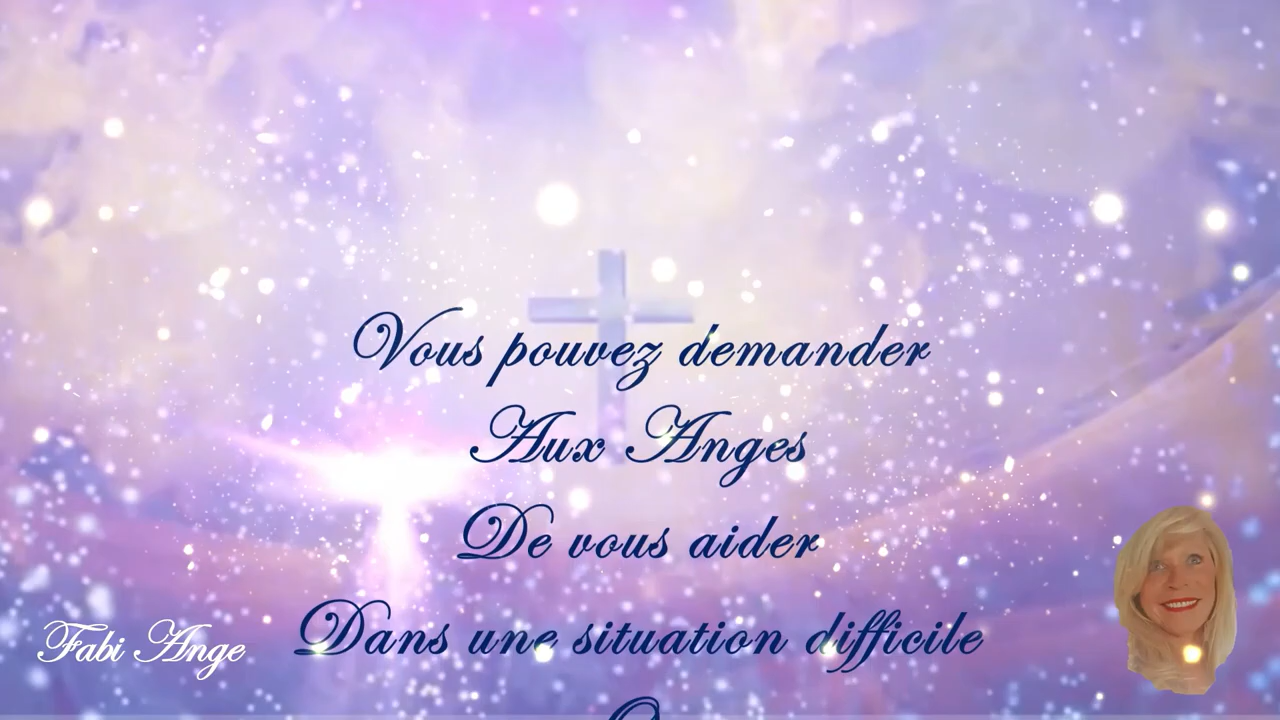 Vous pouvez demander
Aux Anges
De vous aider
Dans une situation difficile
Fabi Ange